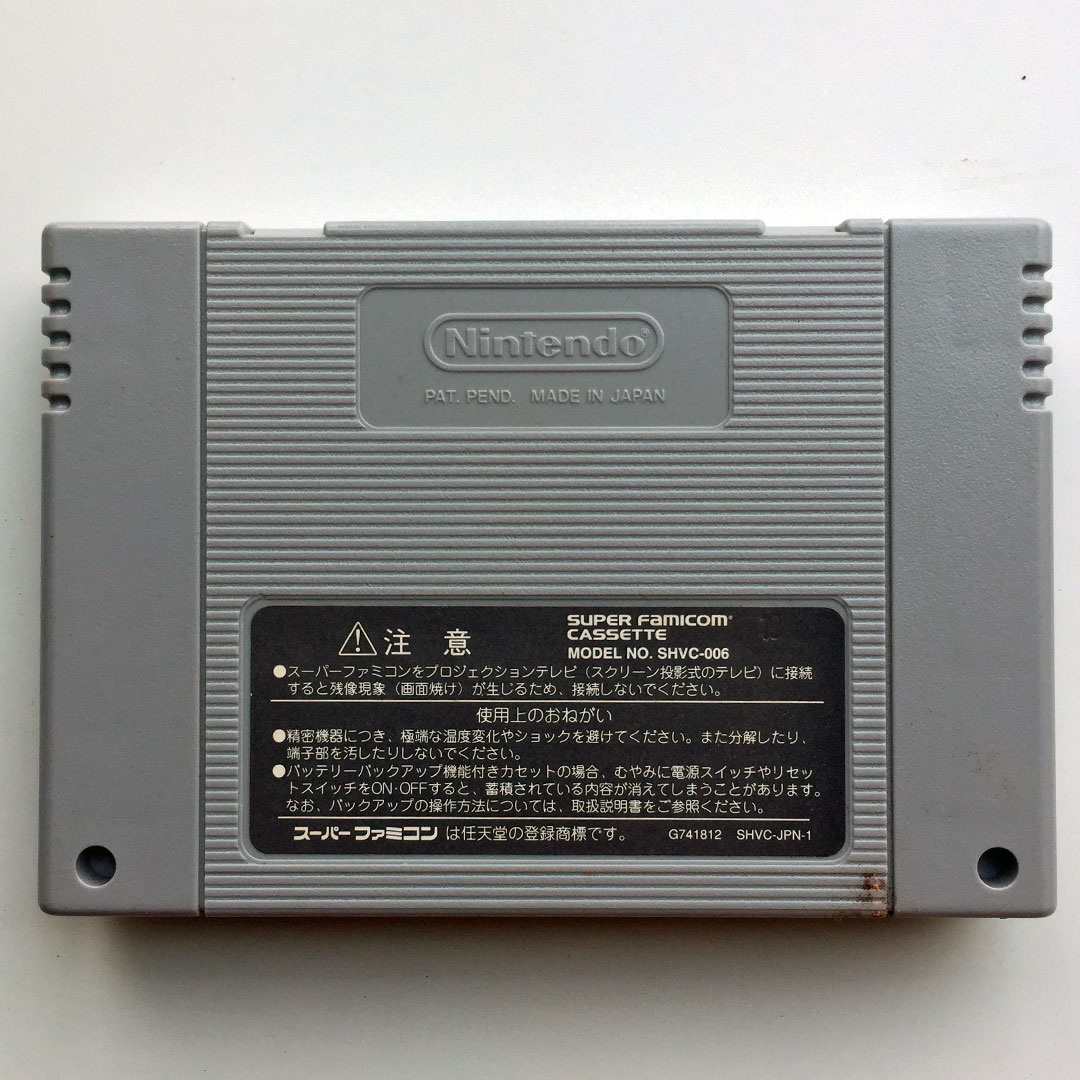 Nintendo®
PAT. PEND. MADE IN JAPAN
注 意
SUPER FAMICOM®
CASSETTE
MODEL NO. SHVC-006
●スーパーファミコンをプロジェクションテレビ（スクリーン投影式のテレビ）に接続
すると残像現象（画面焼け）が生じるため、接続しないでください。
使用上のおねがい
●精密機器につき、極端な温度変化やショックを避けてください。また分解したり、
端子部を汚したりしないでください。
●バッテリーバックアップ機能付きカセットの場合、むやみに電源スイッチやリセッ
トスイッチをON・OFFすると、蓄積されている内容が消えてしまうことがあります。
なお、バックアップの操作方法については、取扱説明書をご参照ください。
スーパーファミコン は任天堂の登録商標です。 G741812 SHVC-JPN-1